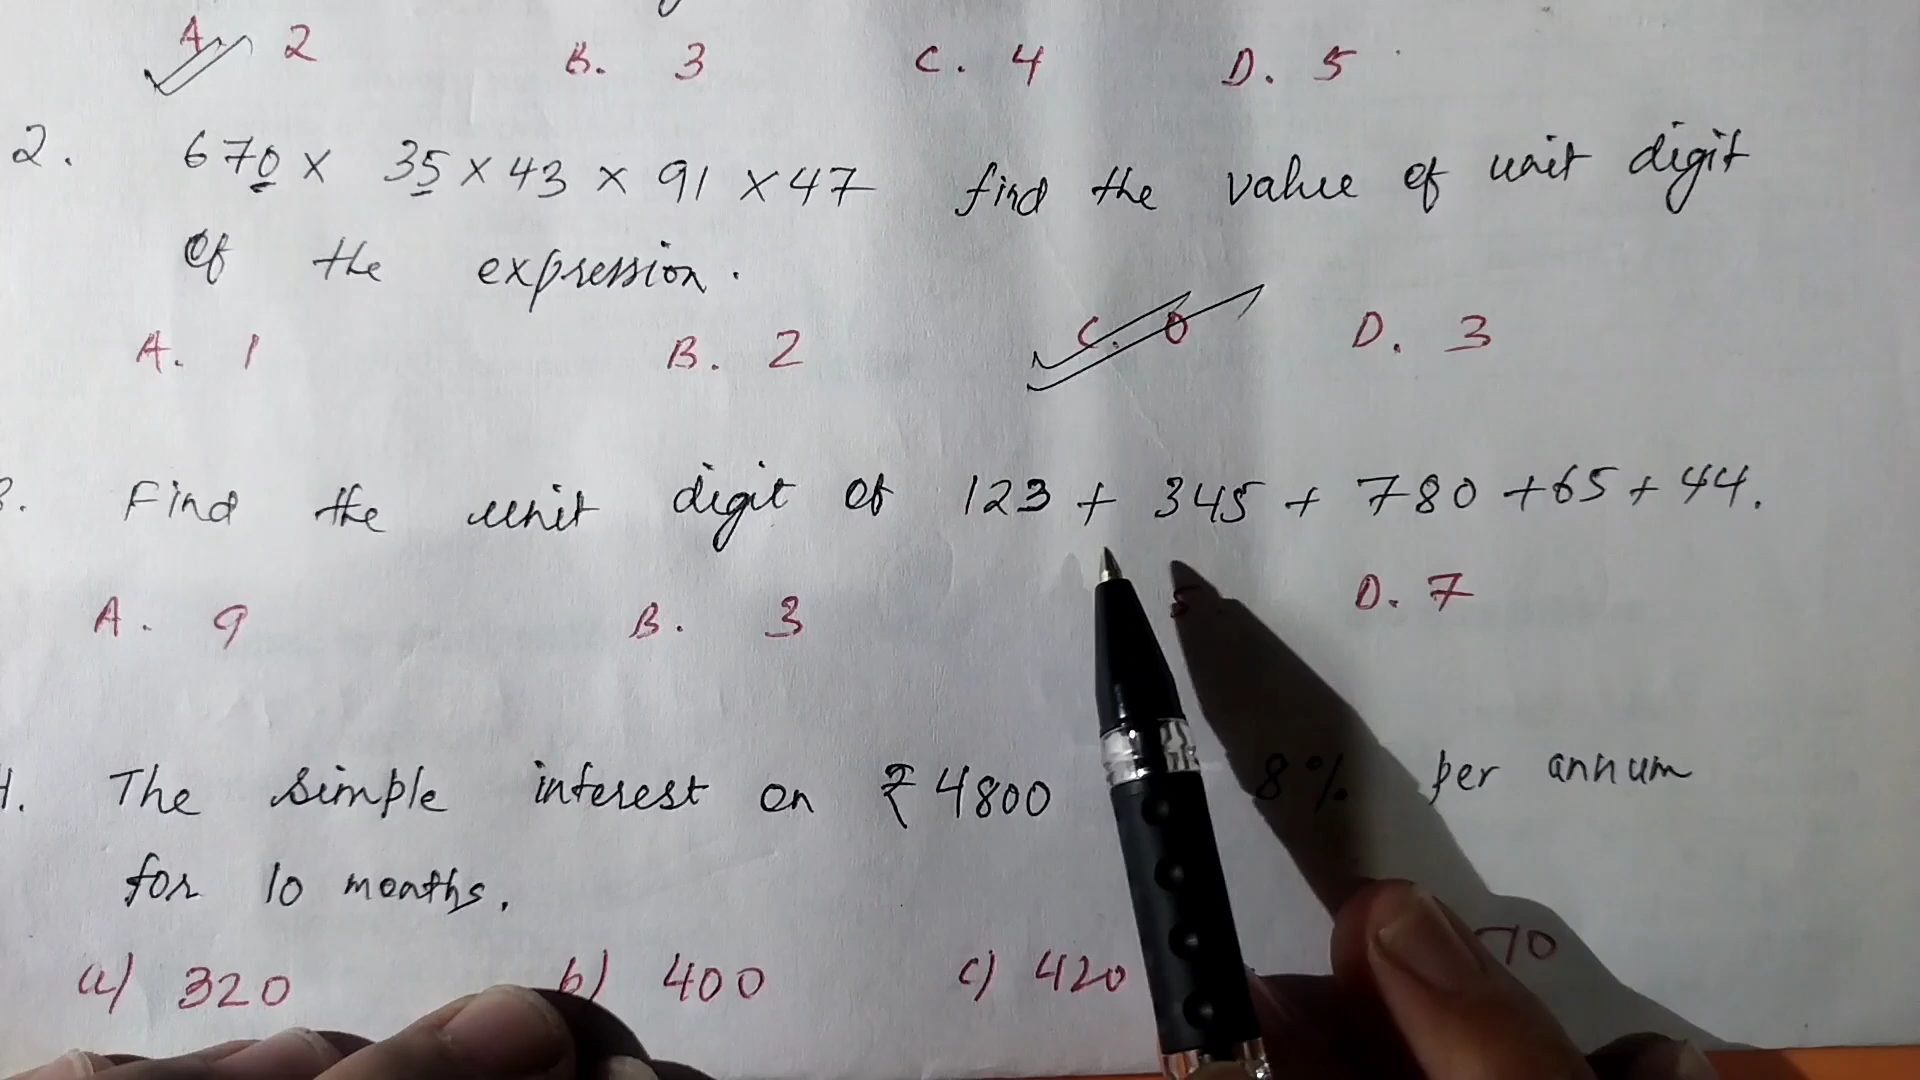 A. 2 B. 3 C. 4 D. 5
2. 670 x 35 x 43 x 91 x 47 find the value of unit digit
of the expression.
A. 1 B. 2 C. 0 D. 3
3. Find the unit digit of 123 + 345 + 780 + 65 + 44.
A. 9 B. 3 5 D. 7
4. The simple interest on ₹ 4800 8% per annum
for 10 months.
a) 320 b) 400 c) 420 70